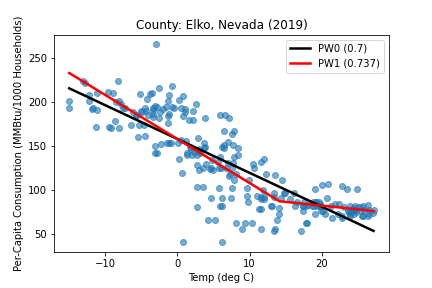 County: Elko, Nevada (2019)
Per-Capita Consumption (MMBtu/1000 Households)
250
200
150
100
50
PW0 (0.7)
PW1 (0.737)
−10
0
10
20
Temp (deg C)